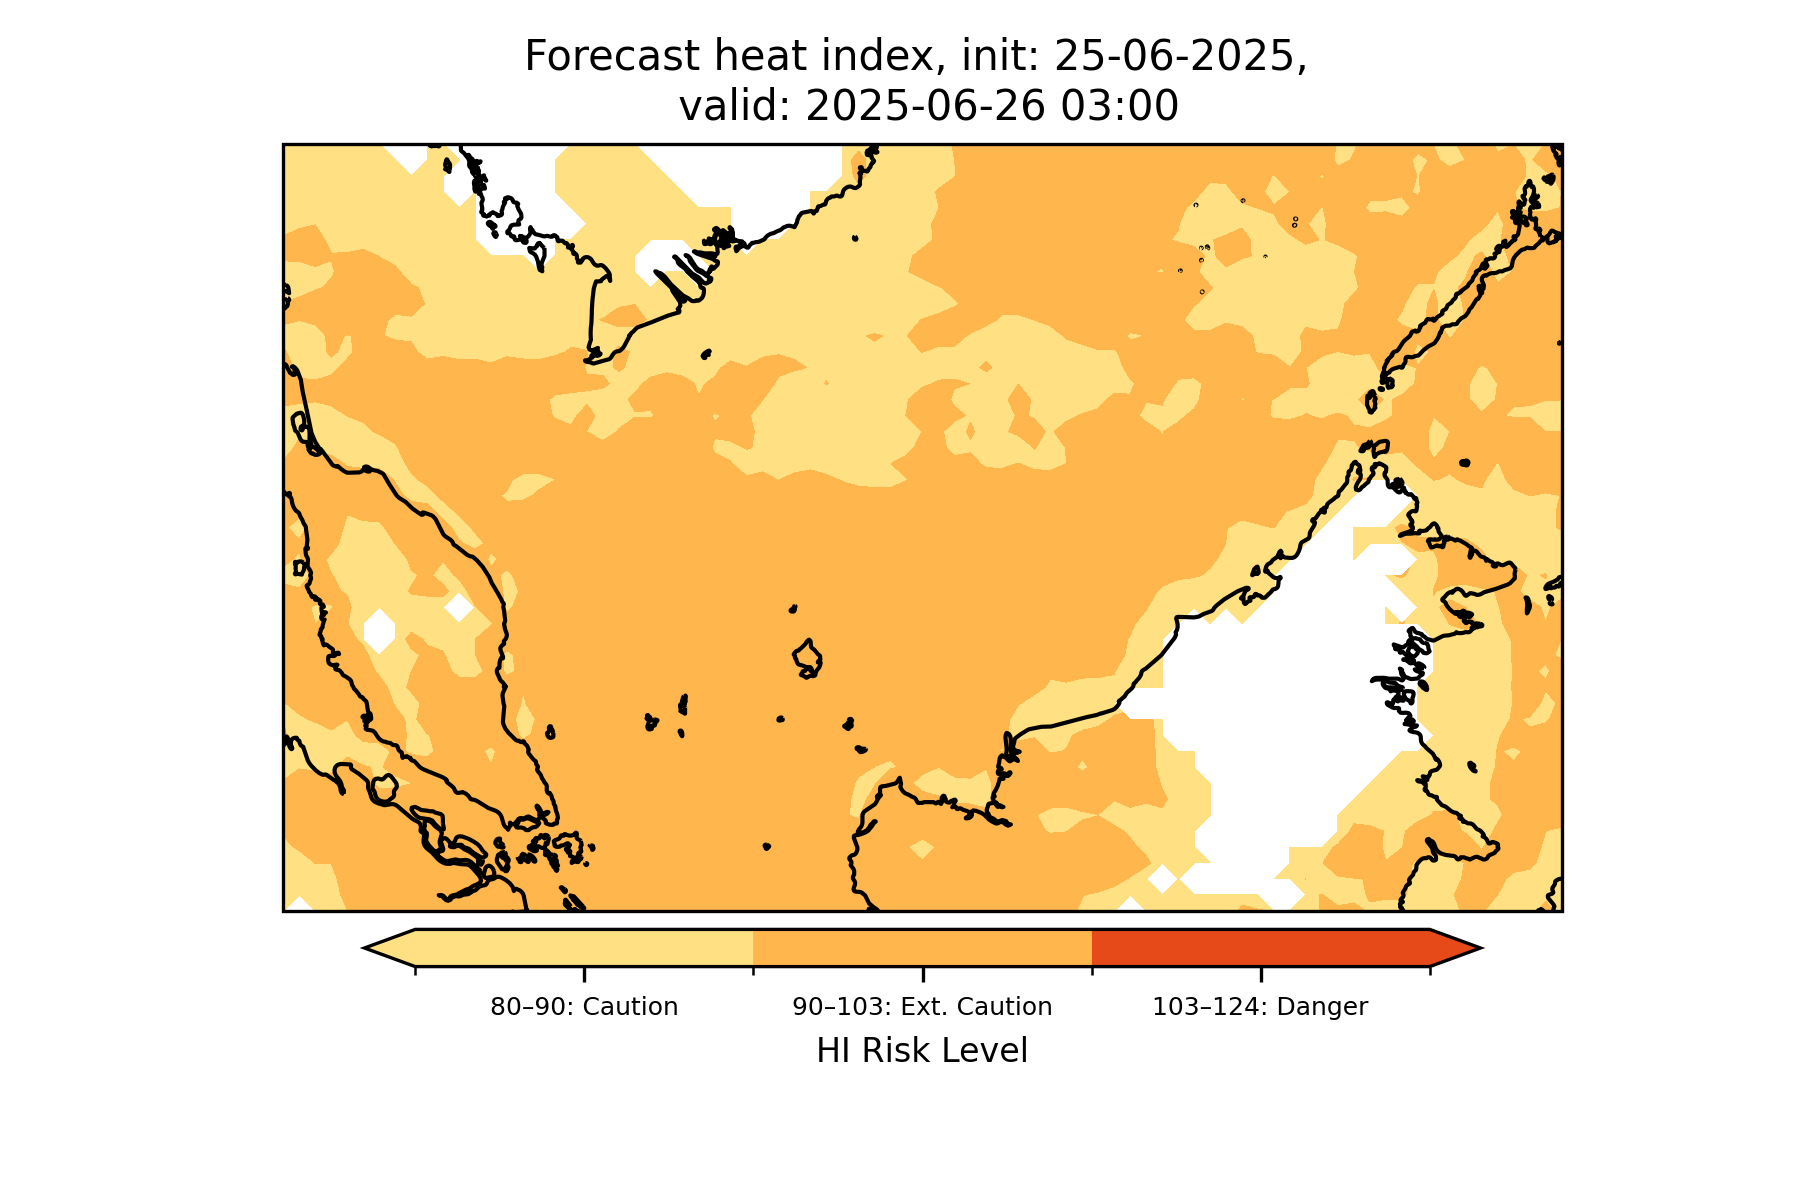 Forecast heat index, init: 25-06-2025,
valid: 2025-06-26 03:00
80–90: Caution
90–103: Ext. Caution
103–124: Danger
HI Risk Level